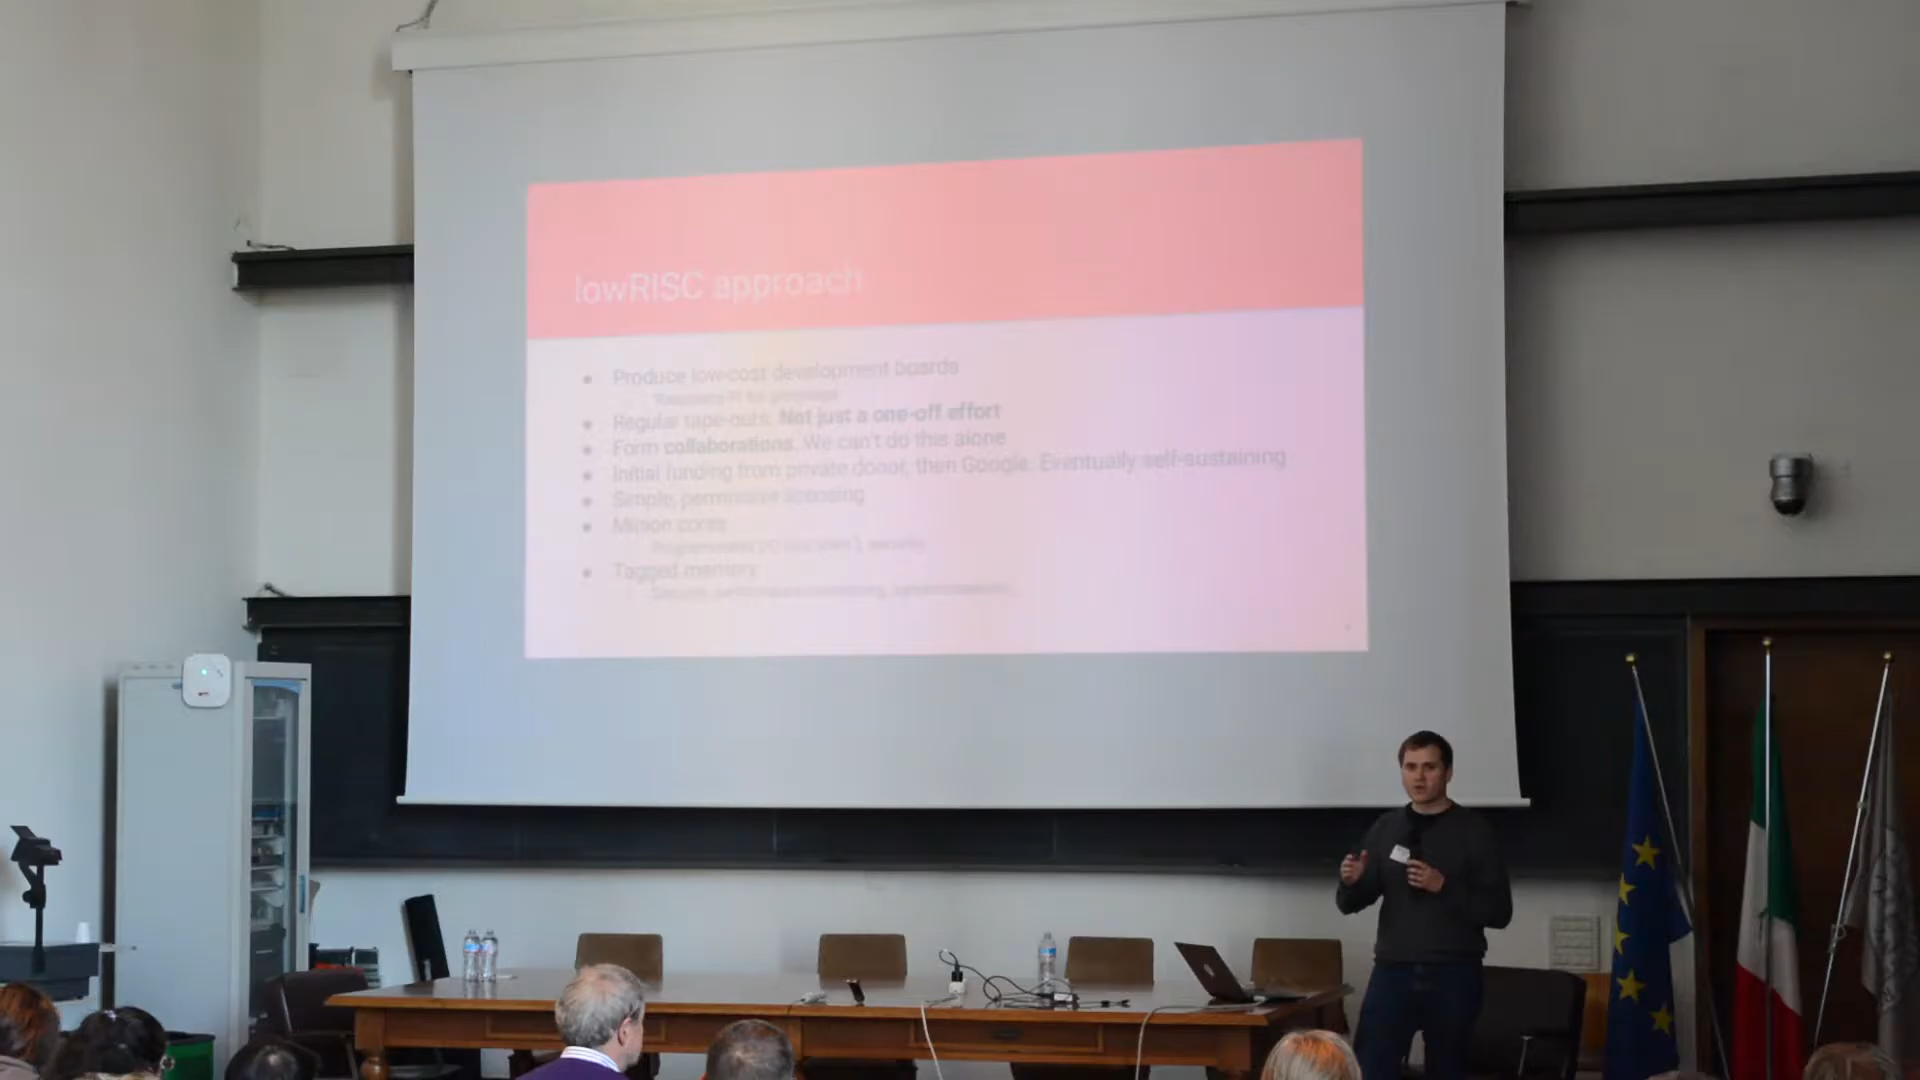 lowRISC approach
Produce low-cost development boards
Regular tape-outs. Not just a one-off effort
Form collaborations. We can't do this alone
Initial funding from private donor, then Google. Eventually self-sustaining
Simple, permissive licensing
Minion cores
Tagged memory